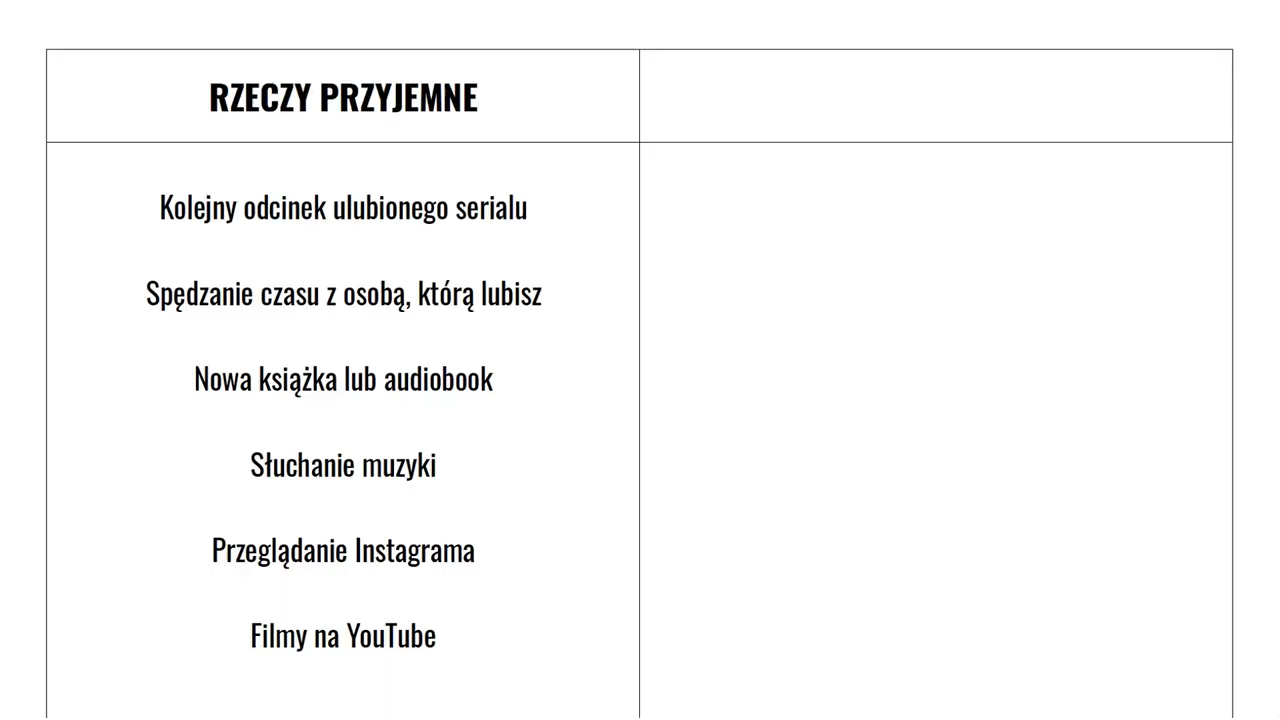 RZECZY PRZYJEMNE
Kolejny odcinek ulubionego serialu
Spędzanie czasu z osobą, którą lubisz
Nowa książka lub audiobook
Słuchanie muzyki
Przeglądanie Instagrama
Filmy na YouTube